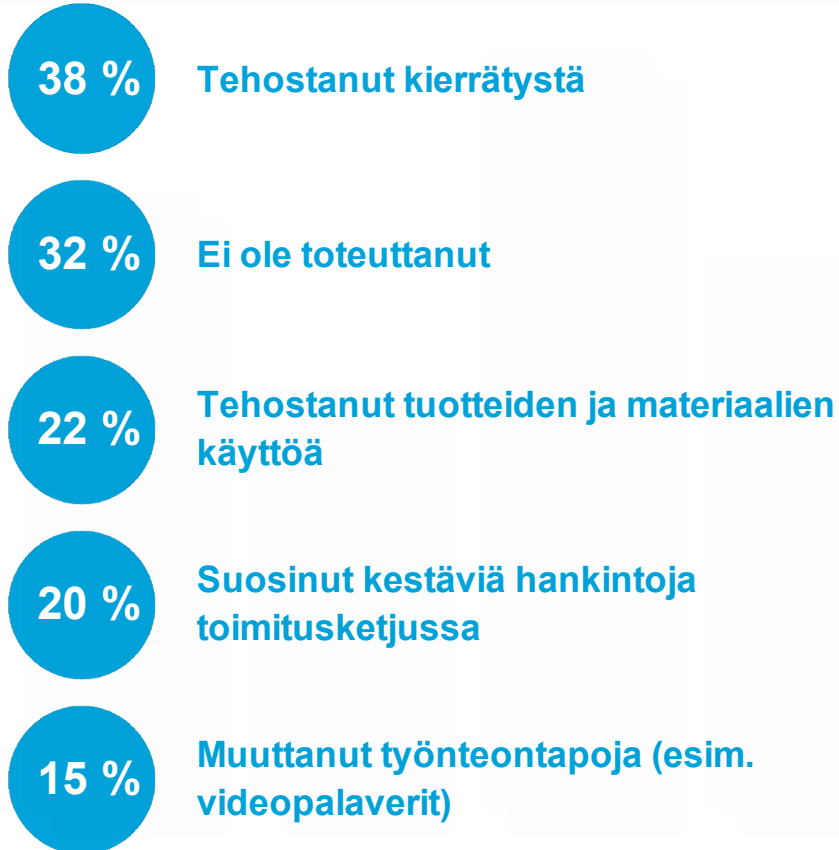 38 %
Tehostanut kierrätystä
32 %
Ei ole toteuttanut
22 %
Tehostanut tuotteiden ja materiaalien
käyttöä
20 %
Suosinut kestäviä hankintoja
toimitusketjussa
15 %
Muuttanut työnteontapoja (esim.
videopalaverit)